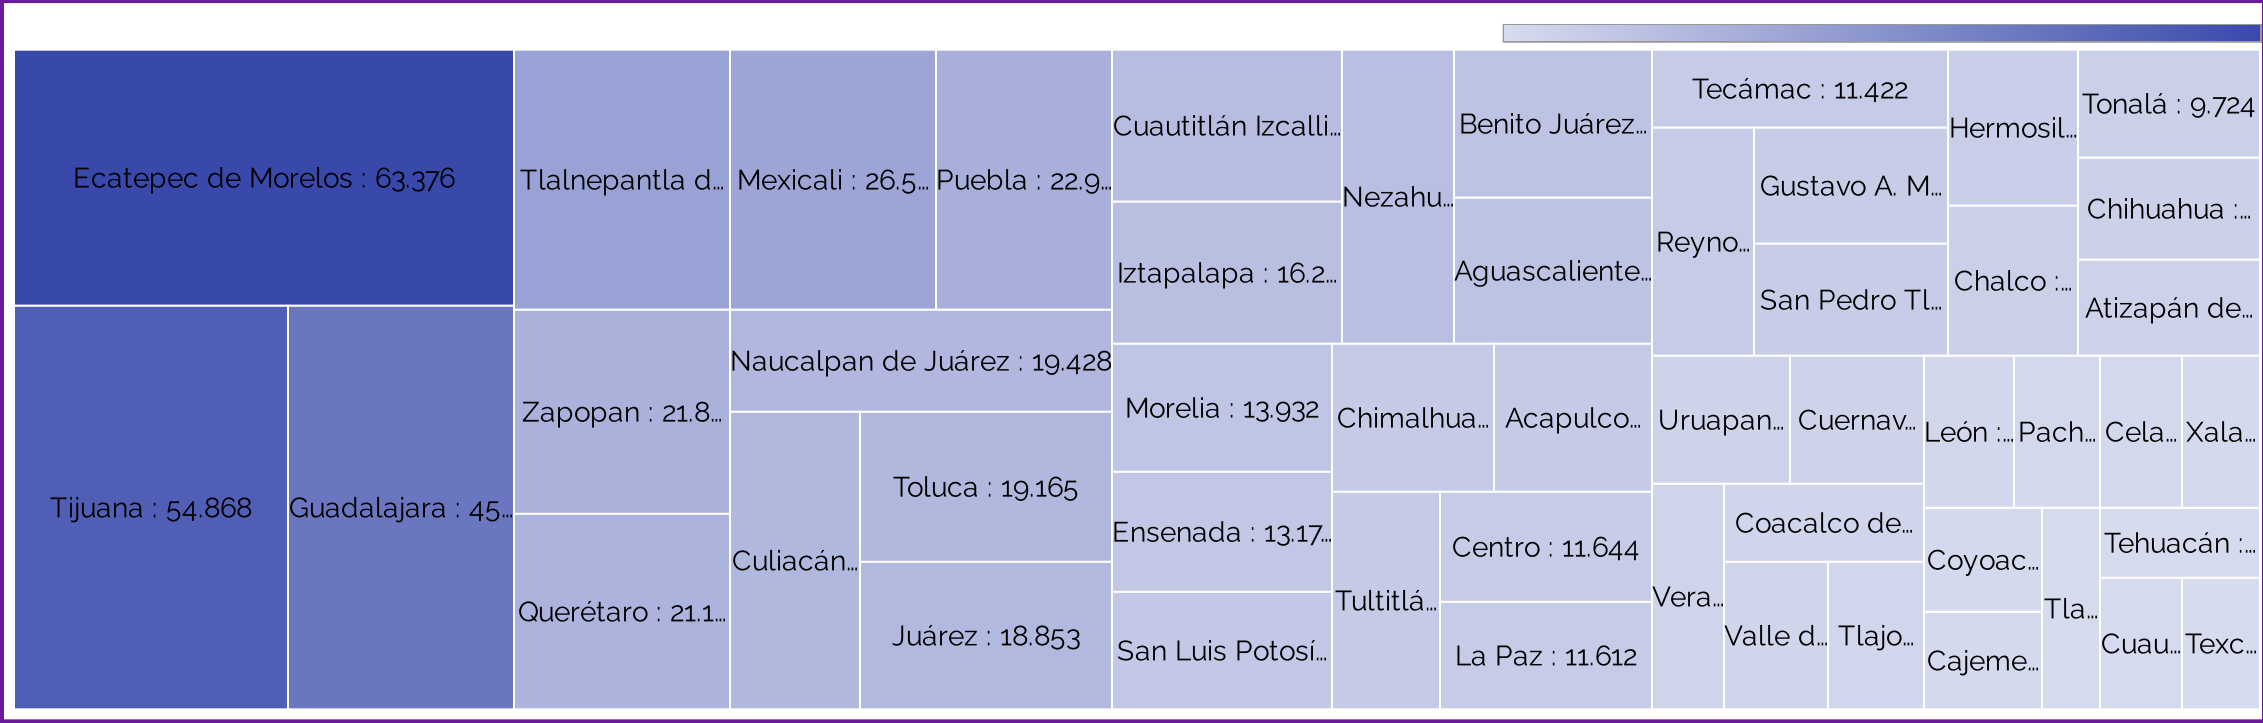 Ecatepec de Morelos : 63.376
Tijuana : 54.868
Guadalajara : 45...
Tlalnepantla d...
Zapopan : 21.8...
Querétaro : 21.1...
Mexicali : 26.5...
Puebla : 22.9...
Naucalpan de Juárez : 19.428
Culiacán...
Toluca : 19.165
Juárez : 18.853
Cuautitlán Izcalli...
Iztapalapa : 16.2...
Nezahu...
Benito Juárez...
Aguascaliente...
Morelia : 13.932
Ensenada : 13.17...
San Luis Potosí...
Chimalhua...
Acapulco...
Tultitlá...
Centro : 11.644
La Paz : 11.612
Tecámac : 11.422
Reyno...
Gustavo A. M...
San Pedro Tl...
Hermosil...
Chalco :...
Tonalá : 9.724
Chihuahua :...
Atizapán de...
Uruapan...
Cuernav...
Vera...
Coacalco de...
Valle d...
Tlajo...
León :...
Pach...
Cela...
Xala...
Coyoac...
Cajeme...
Tla...
Tehuacán :...
Cuau...
Texc...